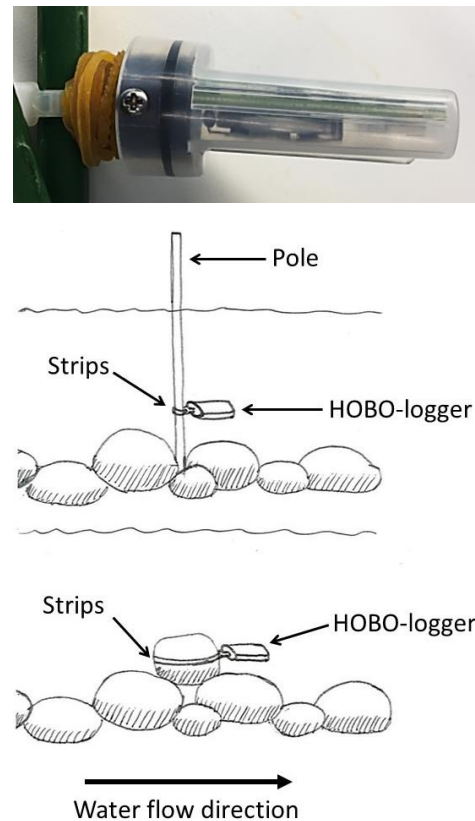 Pole
Strips
HOBO-logger
Strips
HOBO-logger
Water flow direction